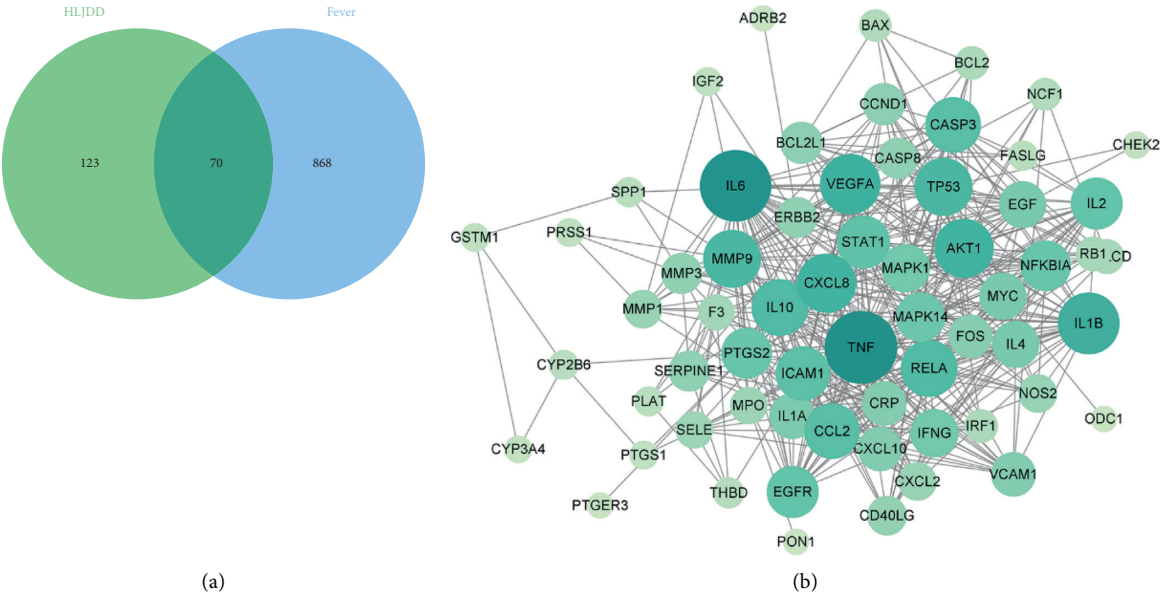 HLJDD
Fever
123
70
868
(a)
ADRB2
BAX
BCL2
IGF2
NCF1
CCND1
CASP3
BCL2L1
CASP8
FASLG
CHEK2
IL6
VEGFA
TP53
SPP1
ERBB2
EGF
IL2
GSTM1
PRSS1
STAT1
AKT1
RB1
CD
MMP9
MAPK1
NFKBIA
MMP3
CXCL8
MYC
MMP1
F3
IL10
MAPK14
IL1B
FOS
IL4
TNF
PTGS2
CYP2B6
SERPINE1
ICAM1
RELA
NOS2
PLAT
MPO
CRP
IL1A
ODC1
SELE
CCL2
IFNG
IRF1
CYP3A4
PTGS1
CXCL10
VCAM1
CXCL2
THBD
EGFR
PTGER3
CD40LG
PON1
(b)